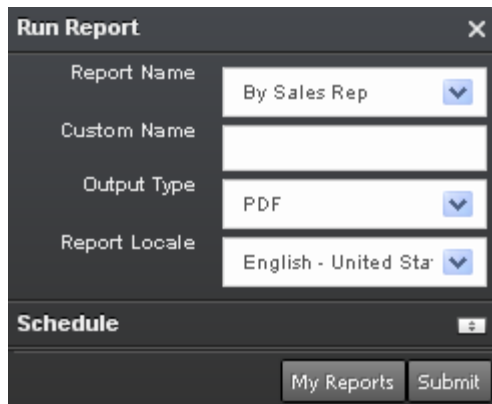 Run Report
Report Name
By Sales Rep
Custom Name
Output Type
PDF
Report Locale
English - United Sta
Schedule
My Reports
Submit